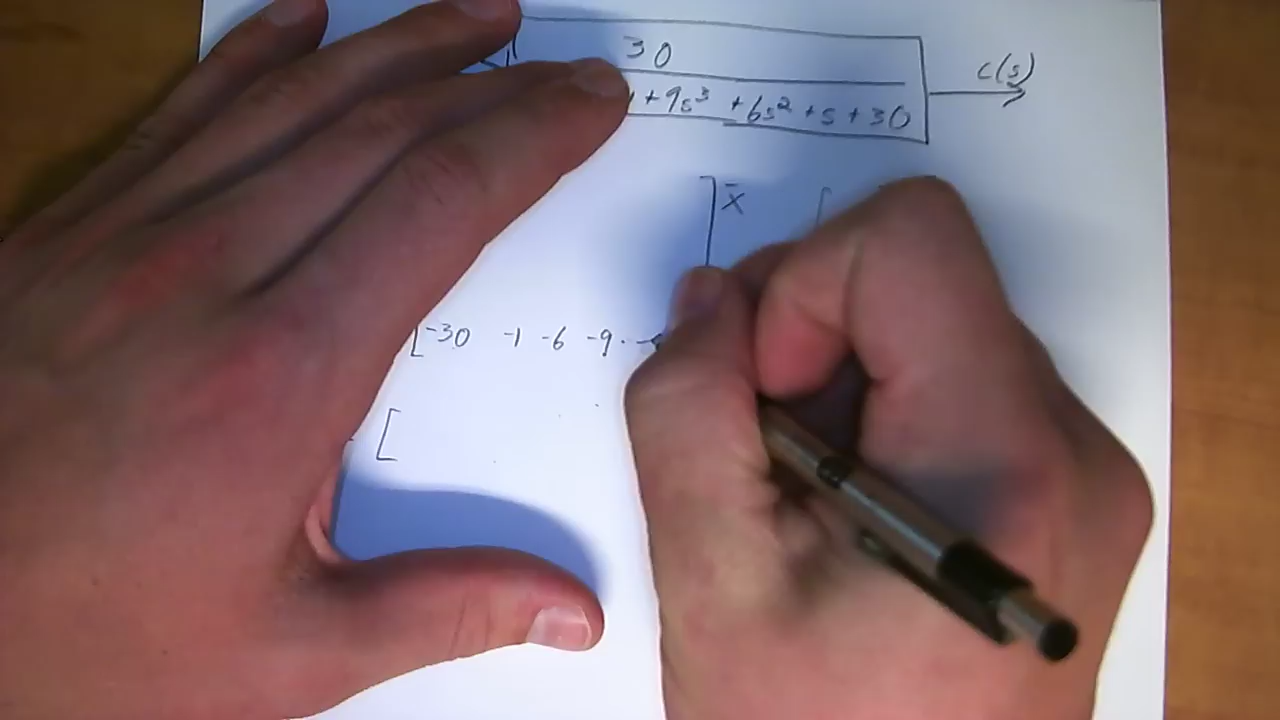 30
c(s)
+9s³ +6s² +s +30
] x̄ [
[-30 -1 -6 -9
[